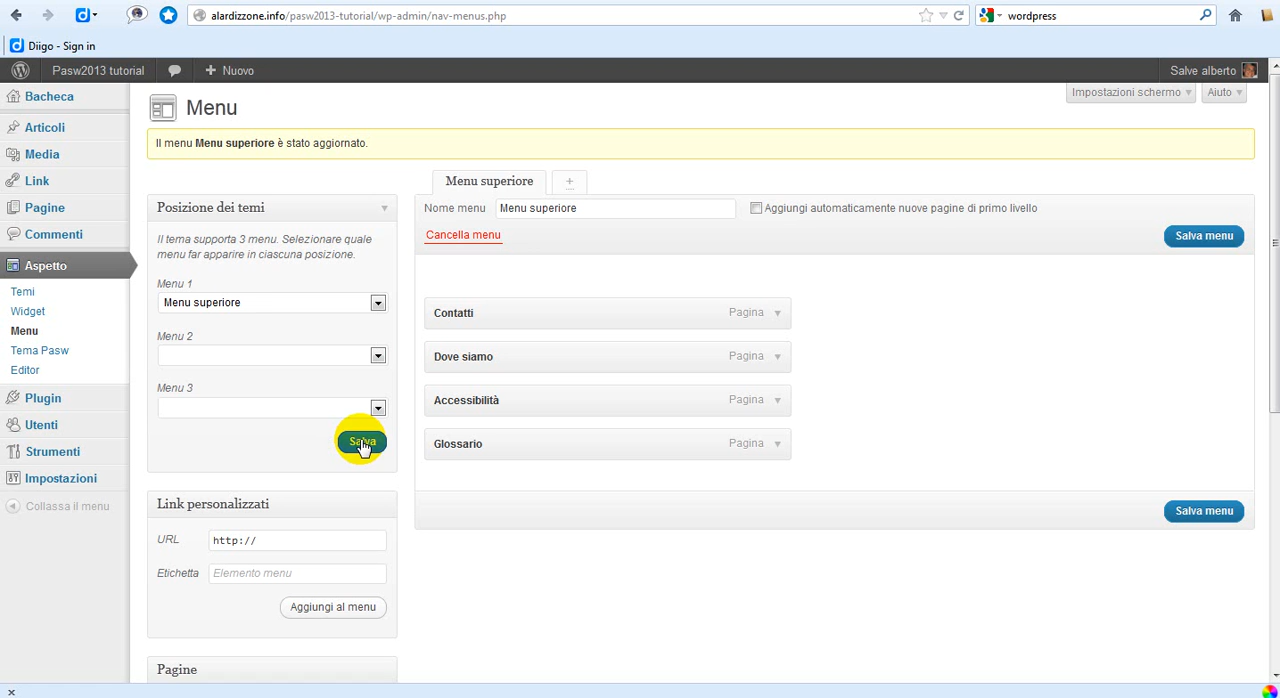 alardizzone.info/pasw2013-tutorial/wp-admin/nav-menus.php
wordpress
Diigo - Sign in
Pasw2013 tutorial
+ Nuovo
Salve alberto
Bacheca
Articoli
Media
Link
Pagine
Commenti
Aspetto
Temi
Widget
Menu
Tema Pasw
Editor
Plugin
Utenti
Strumenti
Impostazioni
Collassa il menu
Impostazioni schermo
Aiuto
Menu
Il menu Menu superiore è stato aggiornato.
Posizione dei temi
Il tema supporta 3 menu. Selezionare quale
menu far apparire in ciascuna posizione.
Menu 1
Menu superiore
Menu 2
Menu 3
Salva
Link personalizzati
URL
http://
Etichetta
Elemento menu
Aggiungi al menu
Pagine
Menu superiore
+
Nome menu
Menu superiore
Aggiungi automaticamente nuove pagine di primo livello
Cancella menu
Salva menu
Contatti Pagina
Dove siamo Pagina
Accessibilità Pagina
Glossario Pagina
Salva menu